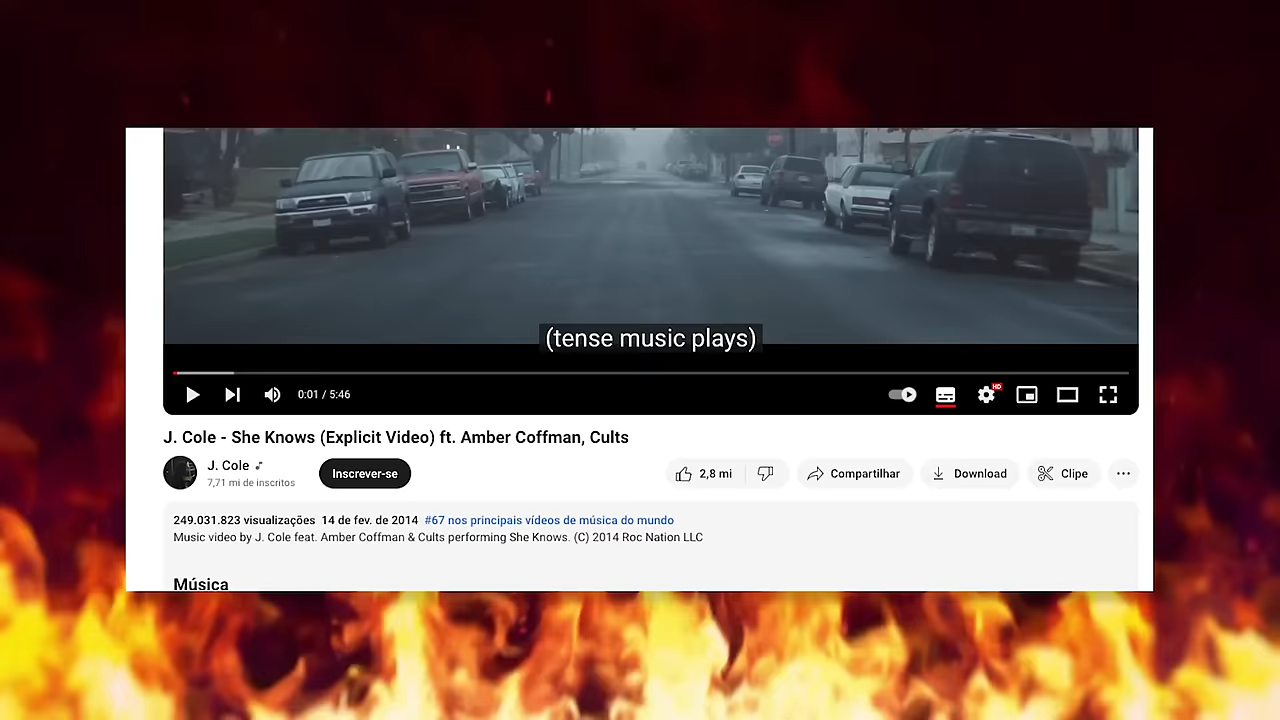 (tense music plays)
0:01 / 5:46
HD
J. Cole - She Knows (Explicit Video) ft. Amber Coffman, Cults
J. Cole
7,71 mi de inscritos
Inscrever-se
2,8 mi
Compartilhar
Download
Clipe
249.031.823 visualizações 14 de fev. de 2014 #67 nos principais vídeos de música do mundo
Music video by J. Cole feat. Amber Coffman & Cults performing She Knows. (C) 2014 Roc Nation LLC
Música